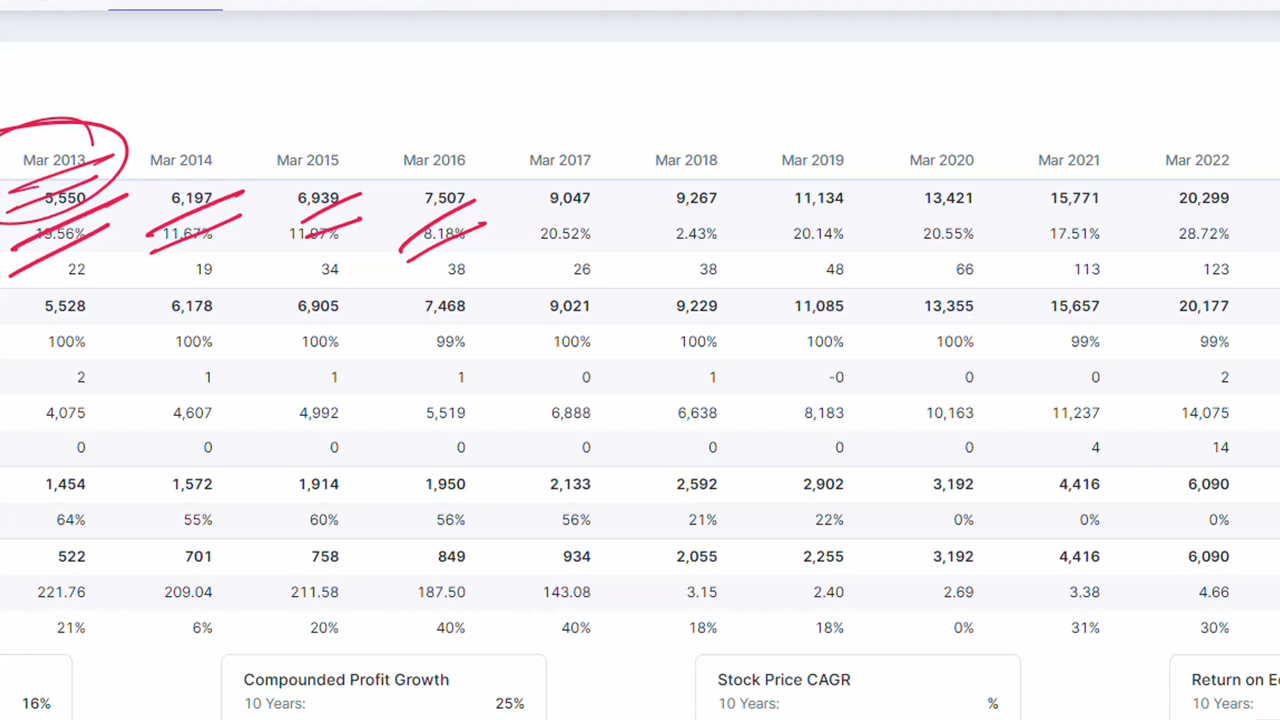 Mar 2013 Mar 2014 Mar 2015 Mar 2016 Mar 2017 Mar 2018 Mar 2019 Mar 2020 Mar 2021 Mar 2022
5,550 6,197 6,939 7,507 9,047 9,267 11,134 13,421 15,771 20,299
19.56% 11.67% 11.97% 8.18% 20.52% 2.43% 20.14% 20.55% 17.51% 28.72%
22 19 34 38 26 38 48 66 113 123
5,528 6,178 6,905 7,468 9,021 9,229 11,085 13,355 15,657 20,177
100% 100% 100% 99% 100% 100% 100% 100% 99% 99%
2 1 1 1 0 1 -0 0 0 2
4,075 4,607 4,992 5,519 6,888 6,638 8,183 10,163 11,237 14,075
0 0 0 0 0 0 0 0 4 14
1,454 1,572 1,914 1,950 2,133 2,592 2,902 3,192 4,416 6,090
64% 55% 60% 56% 56% 21% 22% 0% 0% 0%
522 701 758 849 934 2,055 2,255 3,192 4,416 6,090
221.76 209.04 211.58 187.50 143.08 3.15 2.40 2.69 3.38 4.66
21% 6% 20% 40% 40% 18% 18% 0% 31% 30%
Compounded Profit Growth Stock Price CAGR Return on
16% 10 Years: 25% 10 Years: % 10 Years: